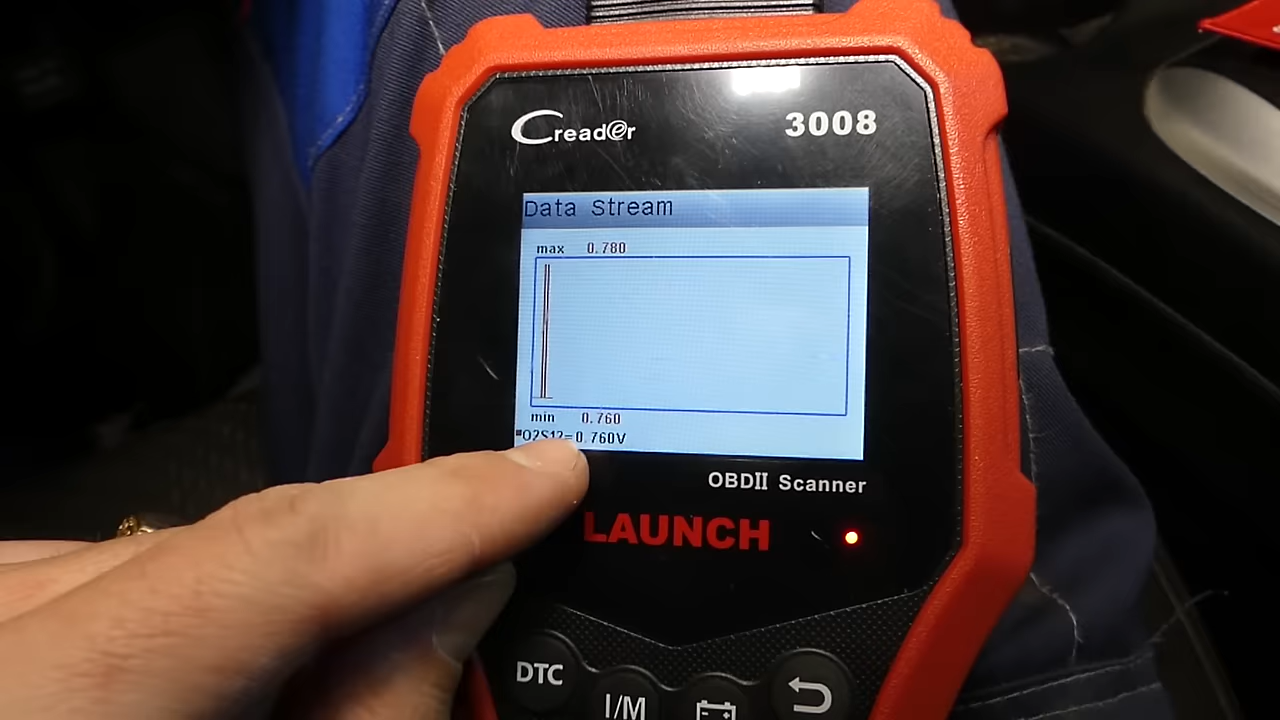 Creader 3008
Data Stream
max 0.780
min 0.760
O2S12=0.760V
OBDII Scanner
LAUNCH
DTC
I/M